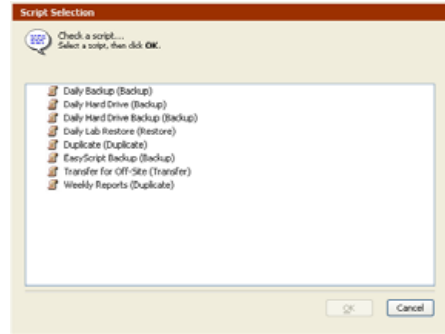 Script Selection
Check a script...
Select a script, then click OK.
Daily Backup (Backup)
Daily Hard Drive (Backup)
Daily Hard Drive Backup (Backup)
Daily Lab Restore (Restore)
Duplicate (Duplicate)
EasyScript Backup (Backup)
Transfer for Off-Site (Transfer)
Weekly Reports (Duplicate)
OK Cancel